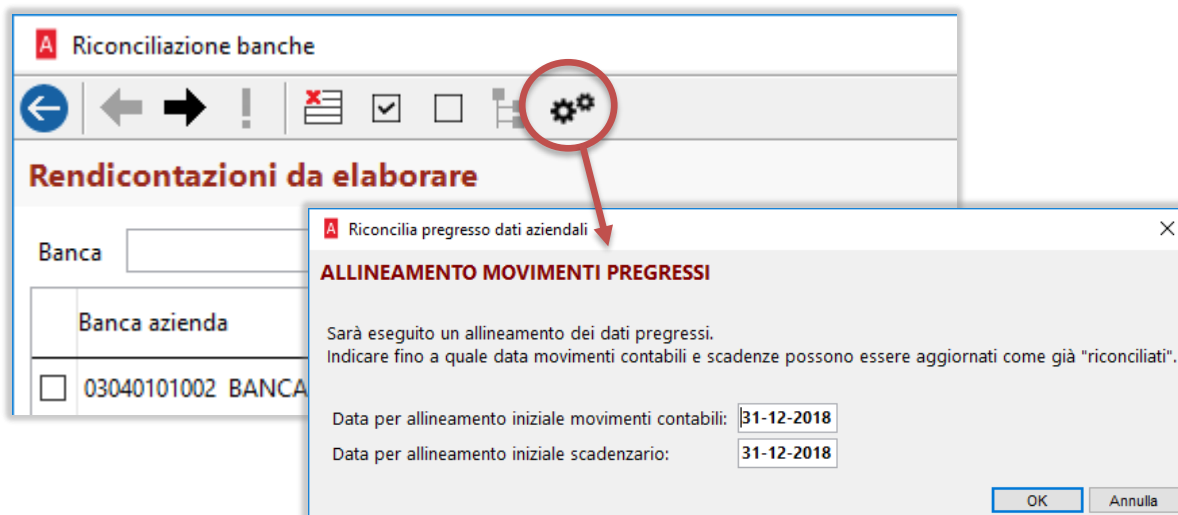 A Riconciliazione banche
Rendicontazioni da elaborare
Banca
Banca azienda
03040101002 BANCA
A Riconcilia pregresso dati aziendali
ALLINEAMENTO MOVIMENTI PREGRESSI
Sarà eseguito un allineamento dei dati pregressi.
Indicare fino a quale data movimenti contabili e scadenze possono essere aggiornati come già "riconciliati".
Data per allineamento iniziale movimenti contabili: 31-12-2018
Data per allineamento iniziale scadenzario: 31-12-2018
OK Annulla